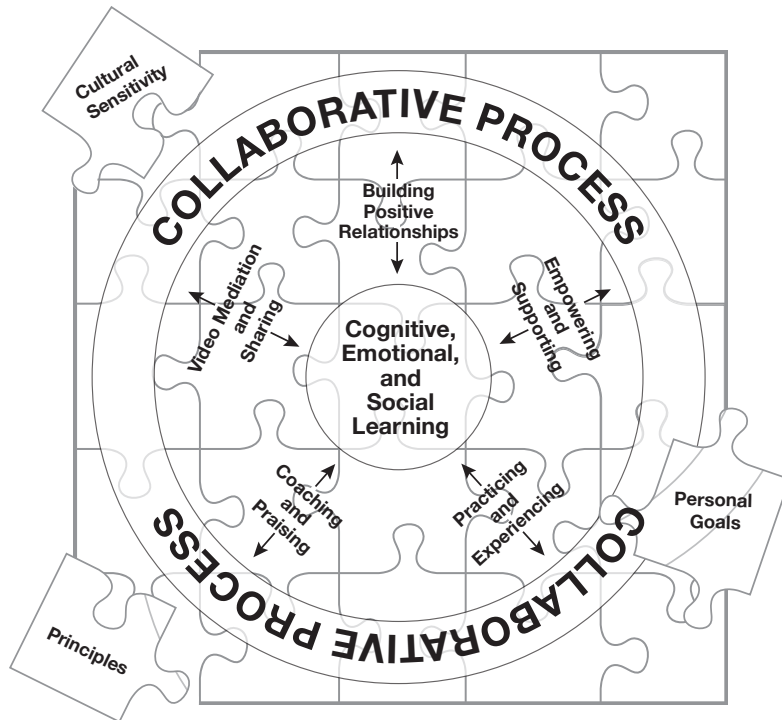 Cultural
Sensitivity
COLLABORATIVE PROCESS
Building
Positive
Relationships
Video Mediation
and
Sharing
Empowering
and
Supporting
Cognitive,
Emotional,
and
Social
Learning
Coaching
and
Praising
Practicing
and
Experiencing
Personal
Goals
COLLABORATIVE PROCESS
Principles